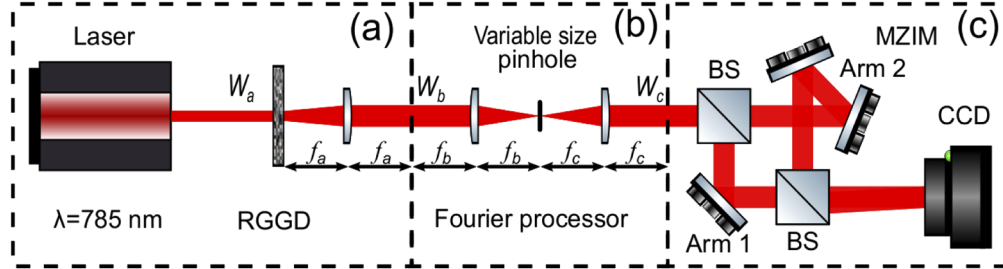 (a)
Laser
W_a
f_a
f_a
λ=785 nm
RGGD
(b)
Variable size
pinhole
W_b
W_c
f_b
f_b
f_c
f_c
Fourier processor
(c)
MZIM
BS
Arm 2
CCD
Arm 1
BS